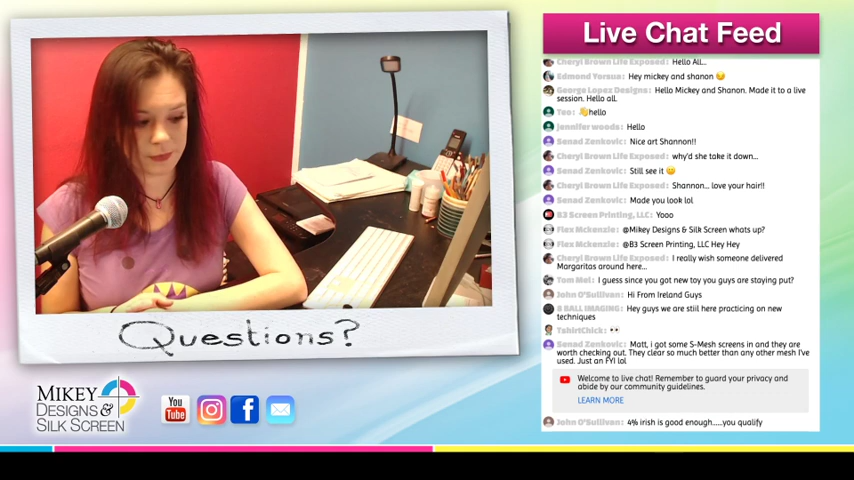 Live Chat Feed
Cheryl Brown Life Exposed: Hello All...
Edmond Yorsua: Hey mickey and shanon 😏
George Lopez Designs: Hello Mickey and Shanon. Made it to a live
session. Hello all.
Teo: 👋hello
jennifer woods: Hello
Senad Zenkovic: Nice art Shannon!!
Cheryl Brown Life Exposed: why'd she take it down...
Senad Zenkovic: Still see it 😀
Cheryl Brown Life Exposed: Shannon... love your hair!!
Senad Zenkovic: Made you look lol
B3 Screen Printing, LLC: Yooo
Flex Mckenzie: @Mikey Designs & Silk Screen whats up?
Flex Mckenzie: @B3 Screen Printing, LLC Hey Hey
Cheryl Brown Life Exposed: I really wish someone delivered
Margaritas around here...
Tom Mel: I guess since you got new toy you guys are staying put?
John O'Sullivan: Hi From Ireland Guys
8 BALL IMAGING: Hey guys we are stiil here practicing on new
techniques
TshirtChick: 👀
Senad Zenkovic: Matt, i got some S-Mesh screens in and they are
worth checking out. They clear so much better than any other mesh I've
used. Just an FYI lol
Welcome to live chat! Remember to guard your privacy and
abide by our community guidelines.
LEARN MORE
John O'Sullivan: 4% irish is good enough.....you qualify
Questions?
MIKEY
DESIGNS &
SILK SCREEN
You
Tube